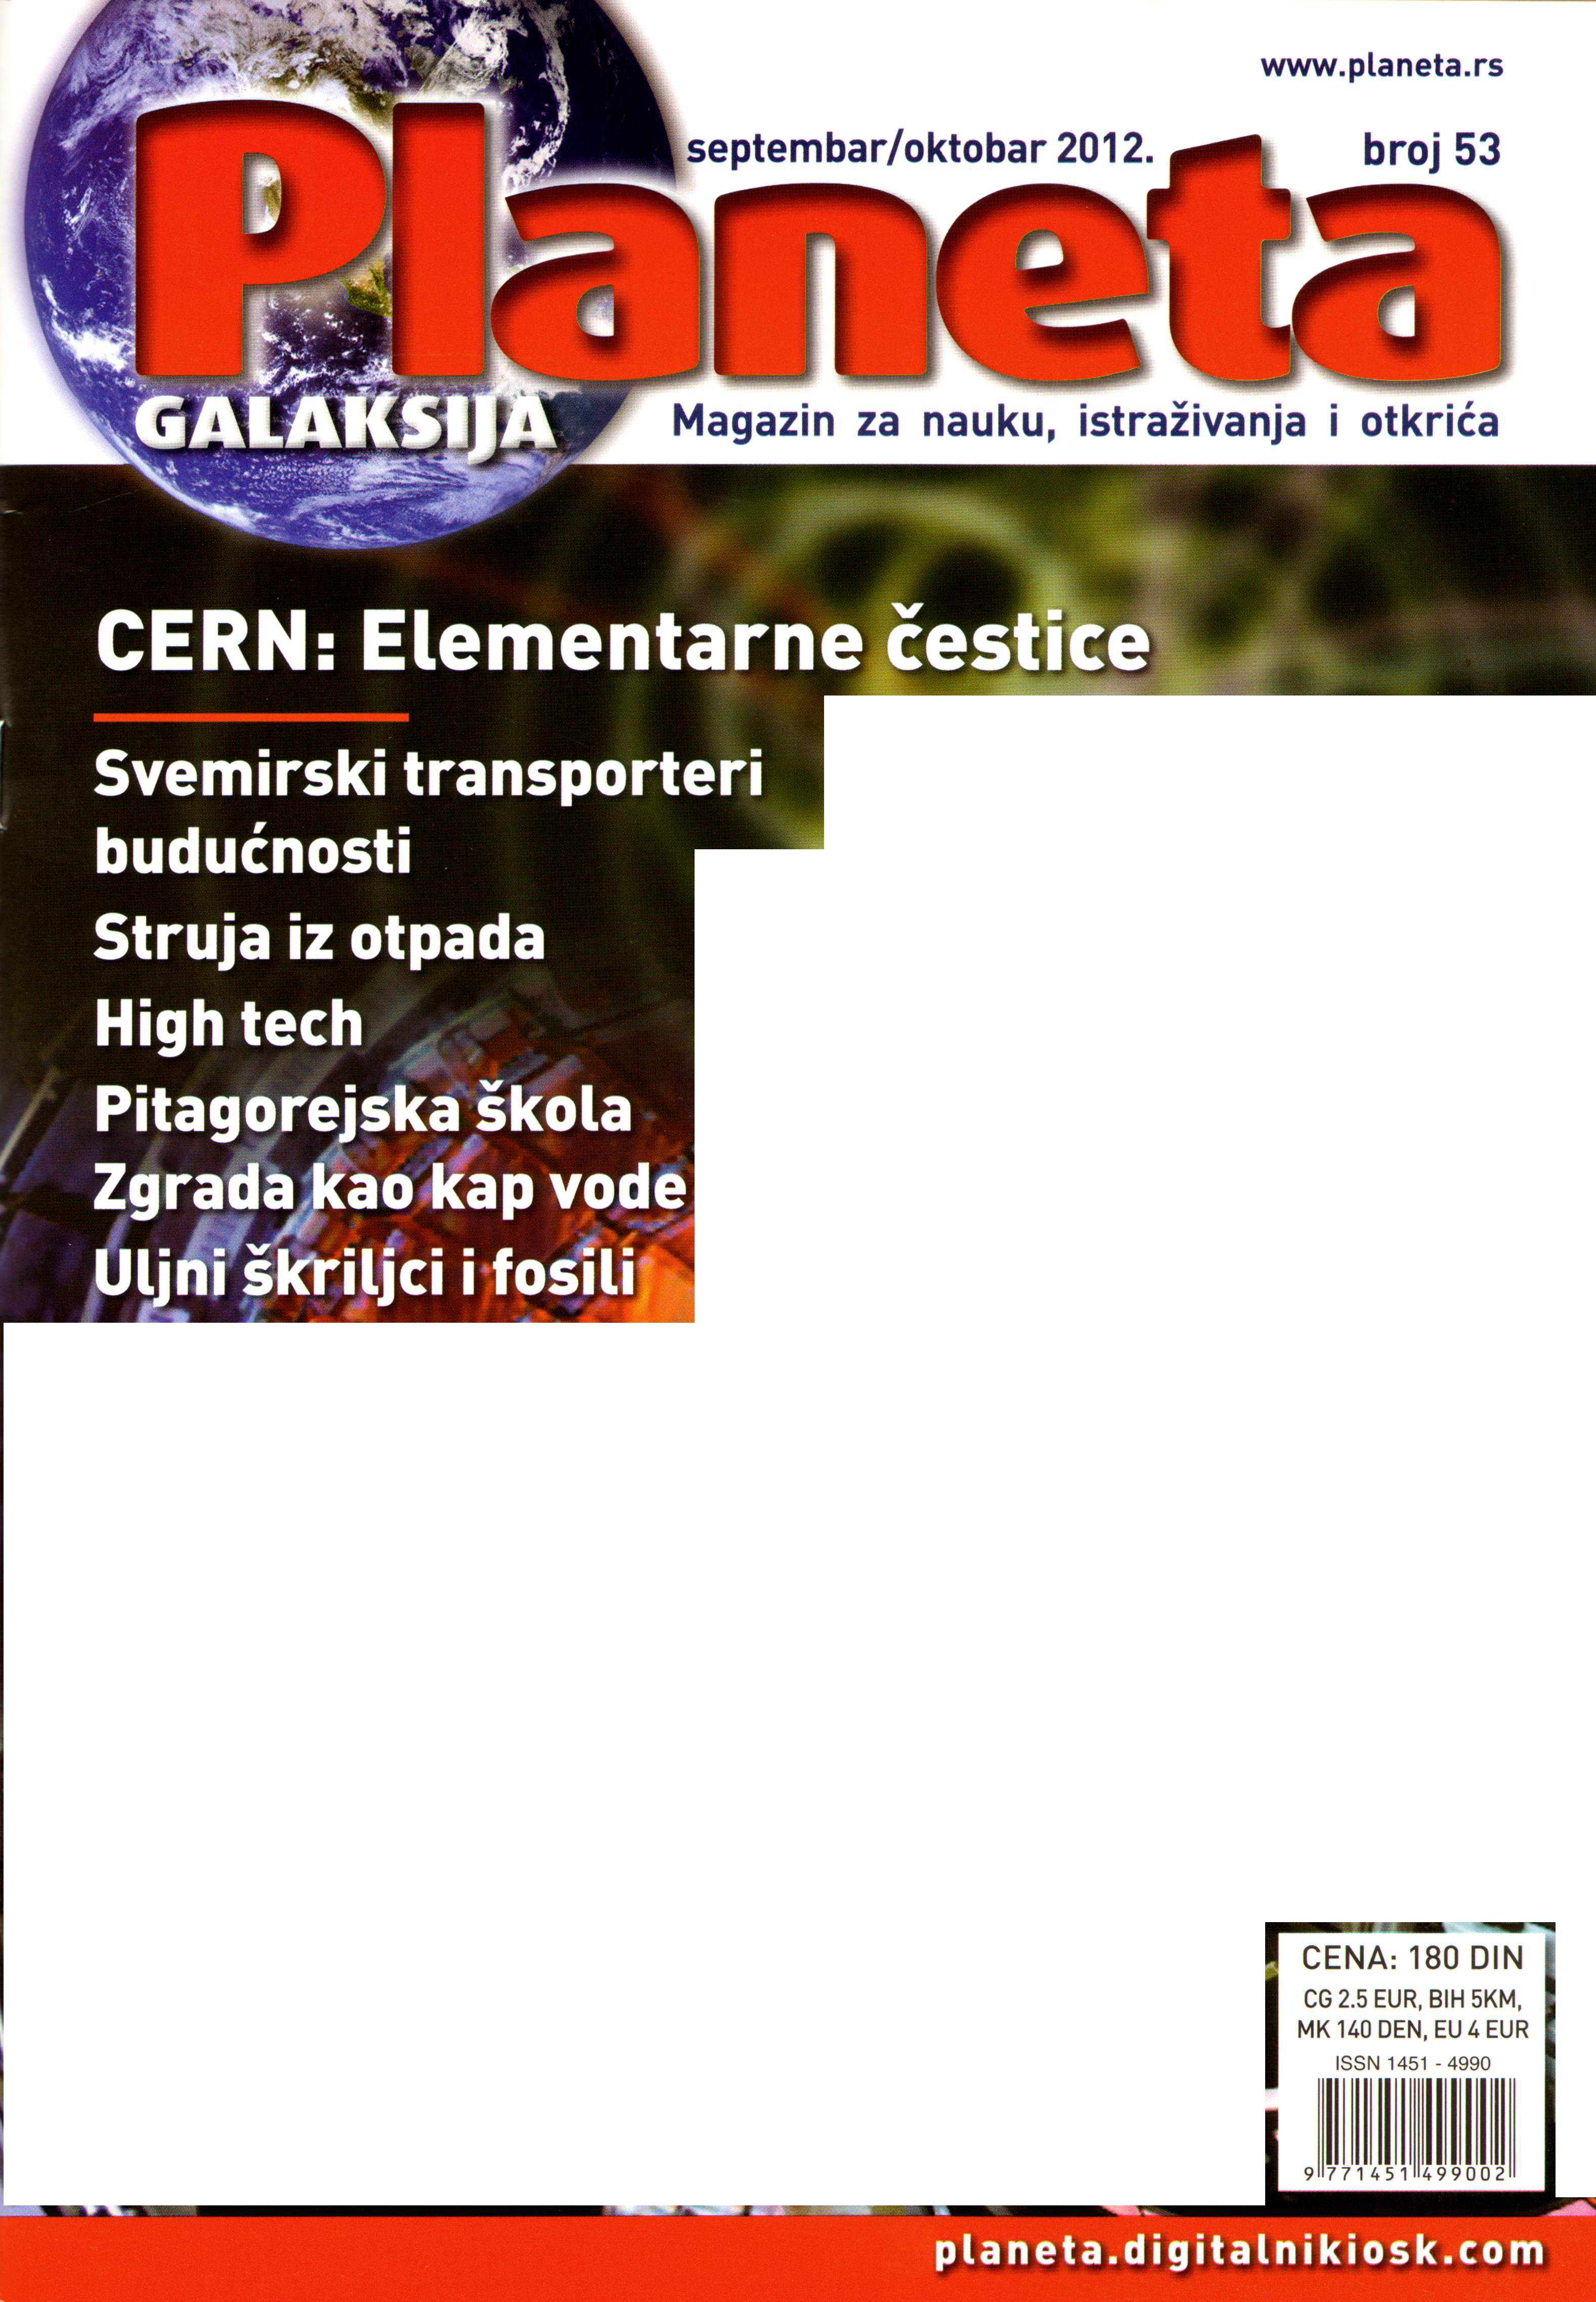 www.planeta.rs
septembar/oktobar 2012.
broj 53
Planeta
GALAKSIJA
Magazin za nauku, istraživanja i otkrića
CERN: Elementarne čestice
Svemirski transporteri
budućnosti
Struja iz otpada
High tech
Pitagorejska škola
Zgrada kao kap vode
Uljni škriljci i fosili
CENA: 180 DIN
CG 2.5 EUR, BIH 5KM,
MK 140 DEN, EU 4 EUR
ISSN 1451 - 4990
9 771451 499002
planeta.digitalnikiosk.com